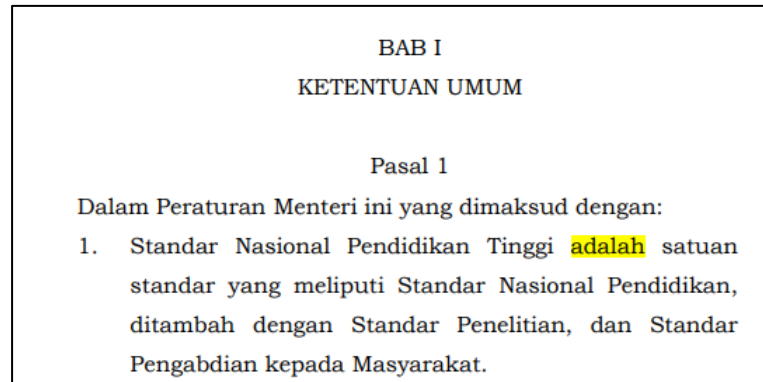 BAB I
KETENTUAN UMUM
Pasal 1
Dalam Peraturan Menteri ini yang dimaksud dengan:
1. Standar Nasional Pendidikan Tinggi adalah satuan
standar yang meliputi Standar Nasional Pendidikan,
ditambah dengan Standar Penelitian, dan Standar
Pengabdian kepada Masyarakat.